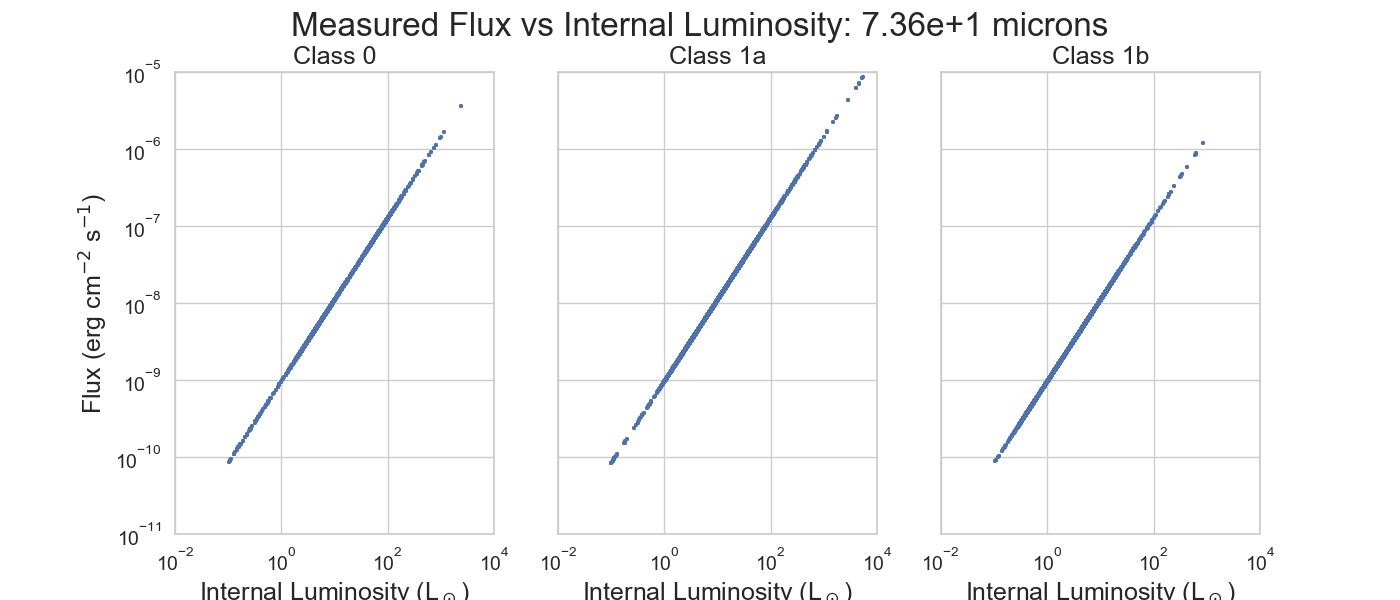 Measured Flux vs Internal Luminosity: 7.36e+1 microns
Class 0
Class 1a
Class 1b
Flux (erg cm⁻² s⁻¹)
10⁻⁵
10⁻⁶
10⁻⁷
10⁻⁸
10⁻⁹
10⁻¹⁰
10⁻¹¹
10⁻² 10⁰ 10² 10⁴
10⁻² 10⁰ 10² 10⁴
10⁻² 10⁰ 10² 10⁴
Internal Luminosity (L☉)
Internal Luminosity (L☉)
Internal Luminosity (L☉)